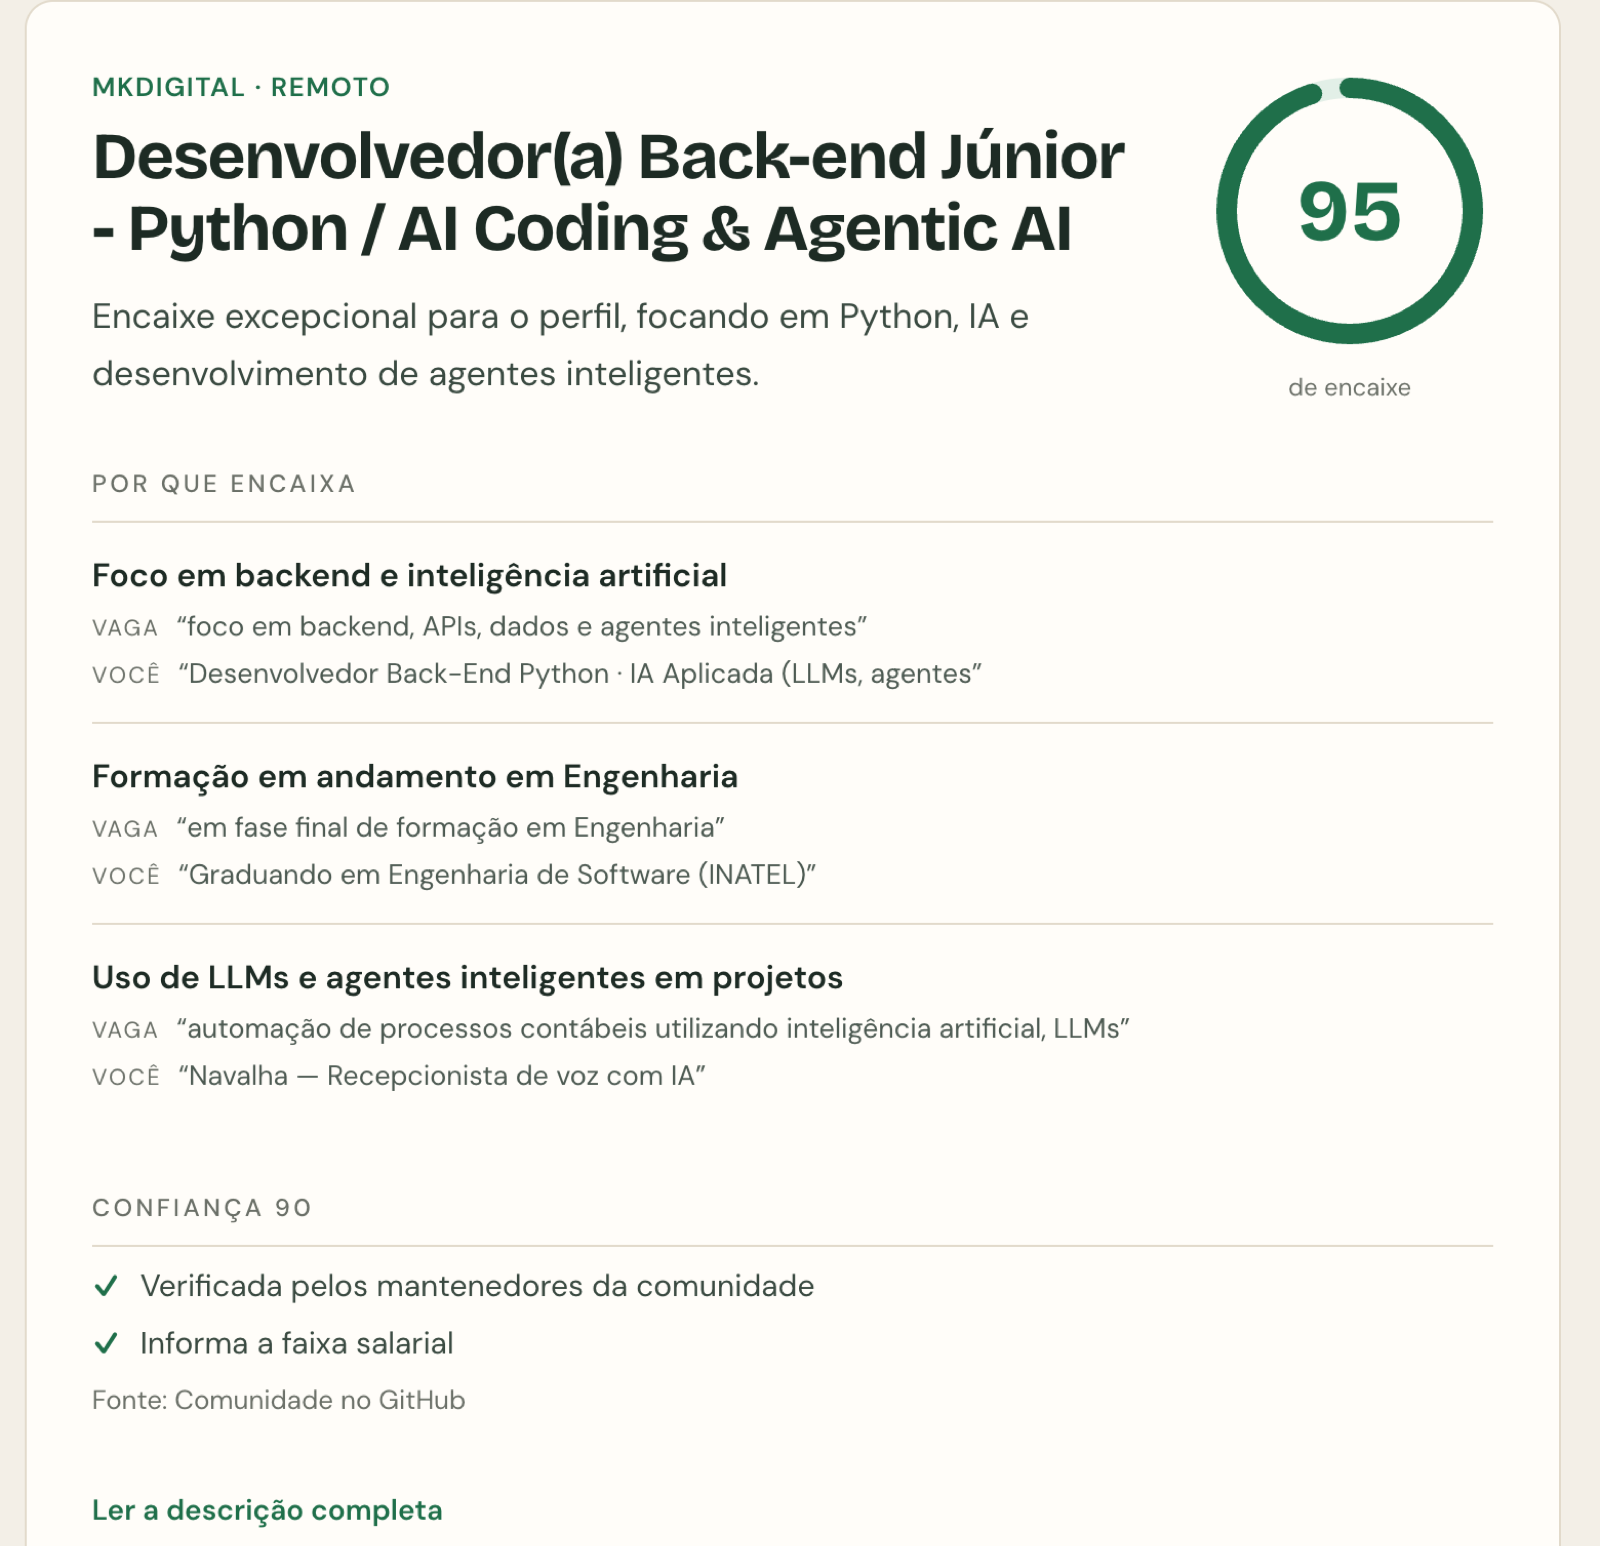 MKDIGITAL · REMOTO
Desenvolvedor(a) Back-end Júnior
- Python / AI Coding & Agentic AI
Encaixe excepcional para o perfil, focando em Python, IA e
desenvolvimento de agentes inteligentes.
95
de encaixe
POR QUE ENCAIXA
Foco em backend e inteligência artificial
VAGA “foco em backend, APIs, dados e agentes inteligentes”
VOCÊ “Desenvolvedor Back-End Python · IA Aplicada (LLMs, agentes”
Formação em andamento em Engenharia
VAGA “em fase final de formação em Engenharia”
VOCÊ “Graduando em Engenharia de Software (INATEL)”
Uso de LLMs e agentes inteligentes em projetos
VAGA “automação de processos contábeis utilizando inteligência artificial, LLMs”
VOCÊ “Navalha — Recepcionista de voz com IA”
CONFIANÇA 90
Verificada pelos mantenedores da comunidade
Informa a faixa salarial
Fonte: Comunidade no GitHub
Ler a descrição completa